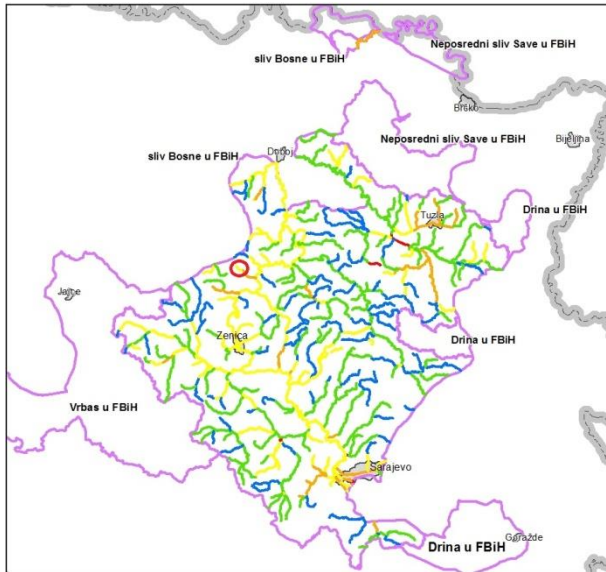 Neposredni sliv Save u FBiH
sliv Bosne u FBiH
Brčko
Neposredni sliv Save u FBiH
Bijeljina
sliv Bosne u FBiH
Doboj
Drina u FBiH
Tuzla
Jajce
Zenica
Drina u FBiH
Vrbas u FBiH
Sarajevo
Goražde
Drina u FBiH